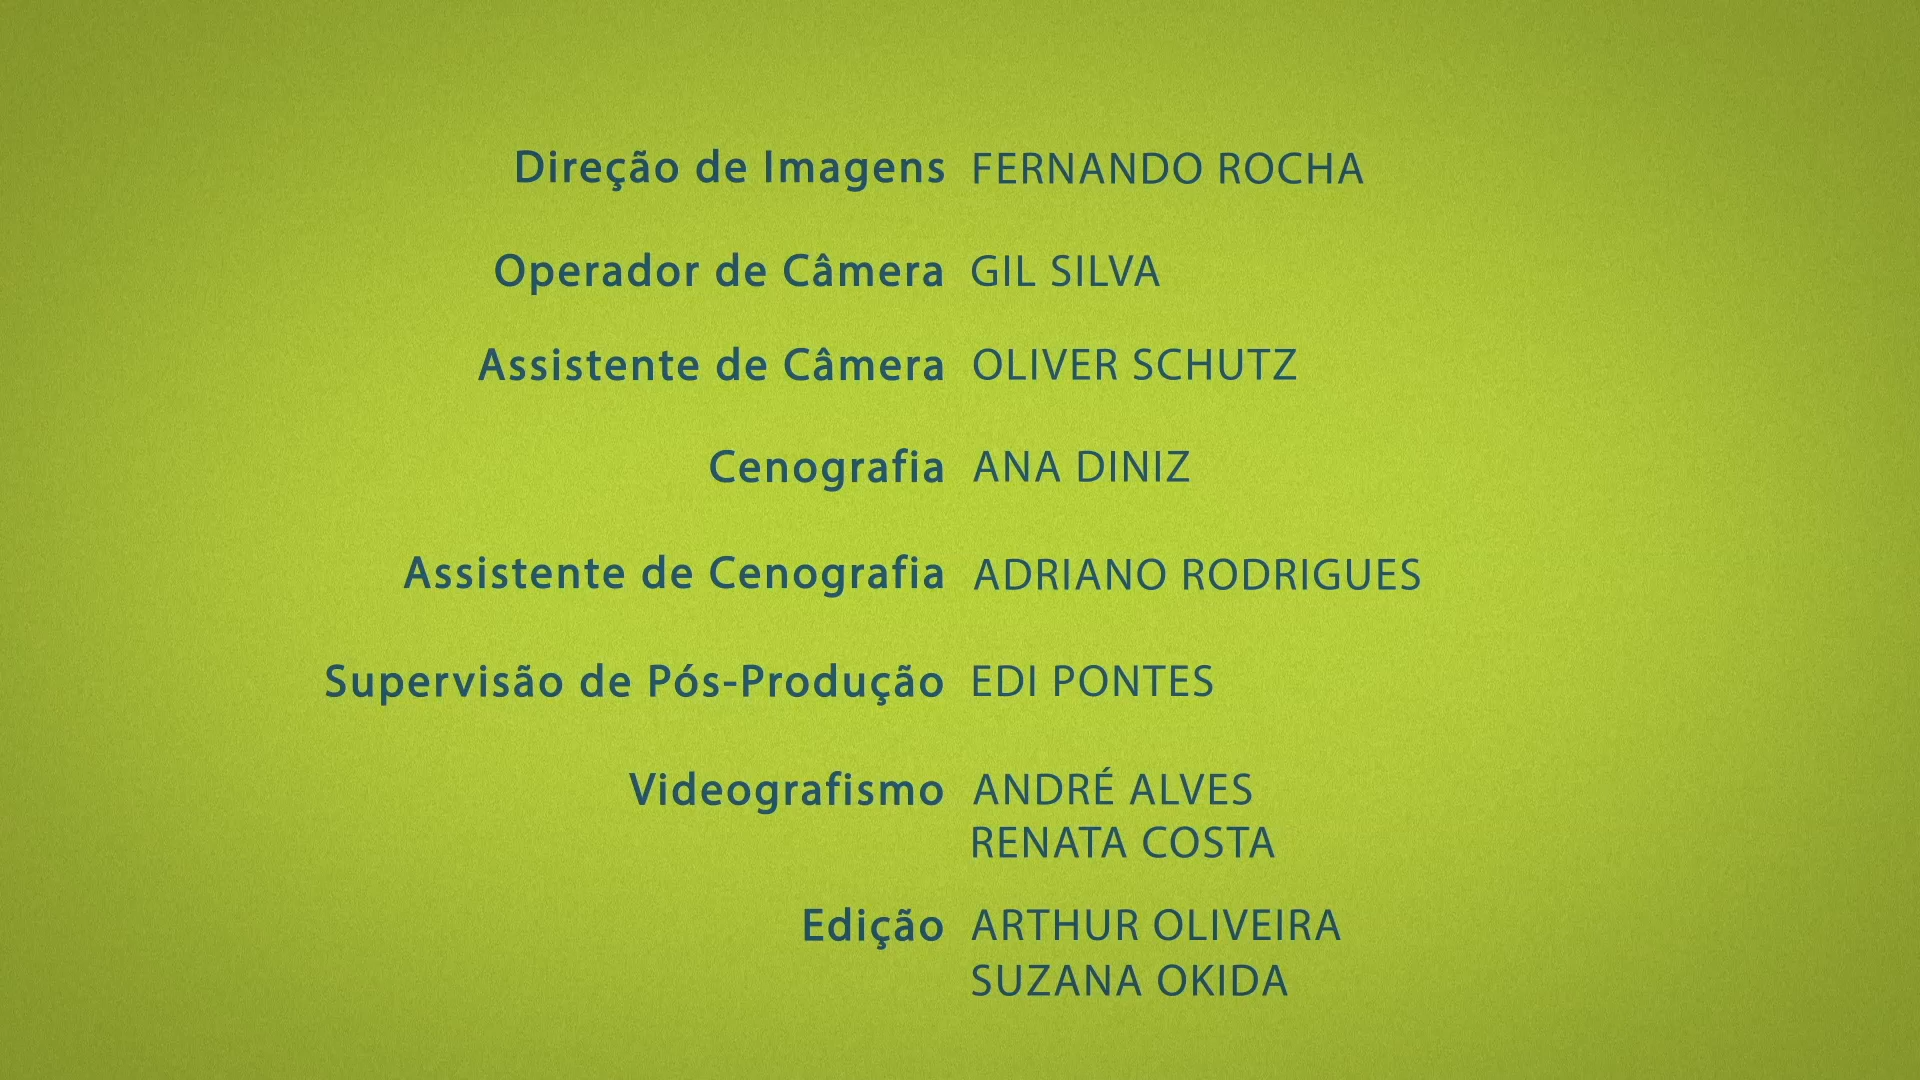 Direção de Imagens FERNANDO ROCHA
Operador de Câmera GIL SILVA
Assistente de Câmera OLIVER SCHUTZ
Cenografia ANA DINIZ
Assistente de Cenografia ADRIANO RODRIGUES
Supervisão de Pós-Produção EDI PONTES
Videografismo ANDRÉ ALVES
RENATA COSTA
Edição ARTHUR OLIVEIRA
SUZANA OKIDA